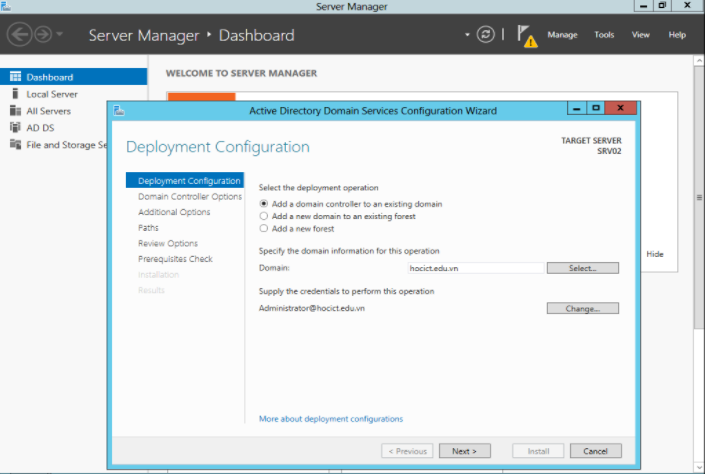 Server Manager
Server Manager ‣ Dashboard
Manage Tools View Help
Dashboard
Local Server
All Servers
AD DS
File and Storage Se
WELCOME TO SERVER MANAGER
Hide
Active Directory Domain Services Configuration Wizard
Deployment Configuration
TARGET SERVER
SRV02
Deployment Configuration
Domain Controller Options
Additional Options
Paths
Review Options
Prerequisites Check
Installation
Results
Select the deployment operation
Add a domain controller to an existing domain
Add a new domain to an existing forest
Add a new forest
Specify the domain information for this operation
Domain: hocict.edu.vn Select...
Supply the credentials to perform this operation
Administrator@hocict.edu.vn Change...
More about deployment configurations
< Previous Next > Install Cancel